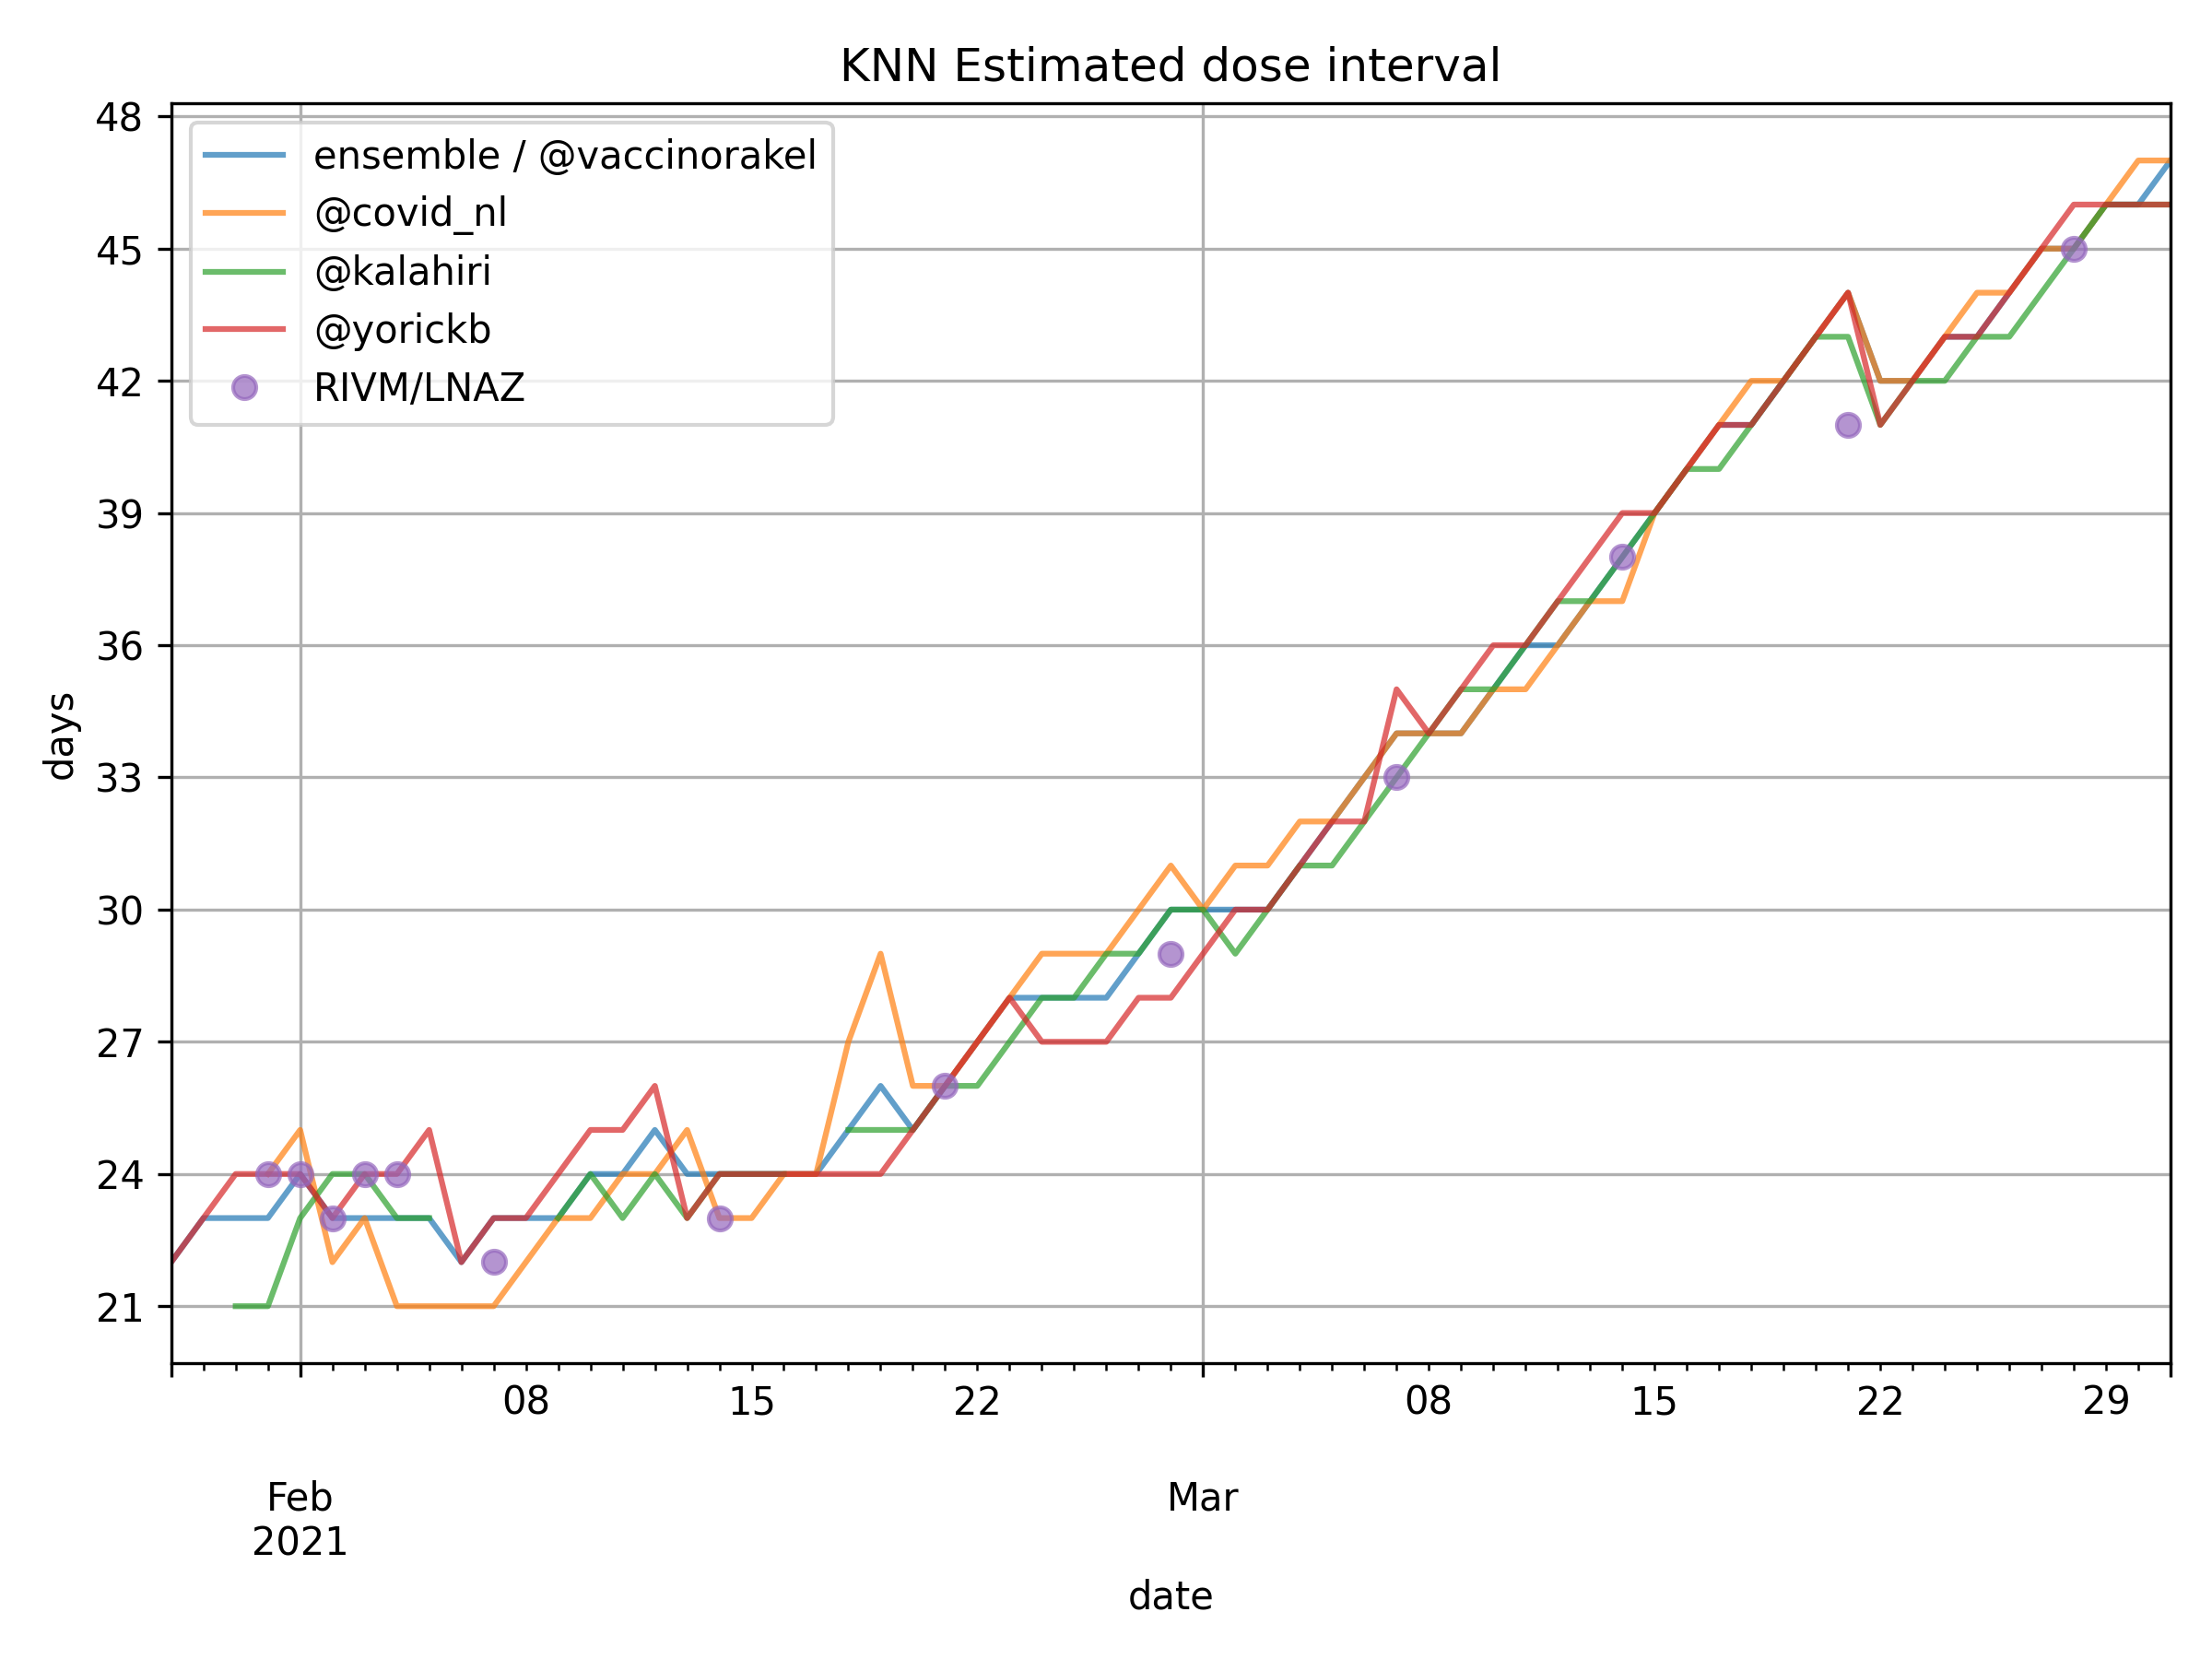 KNN Estimated dose interval
48
45
42
39
36
33
30
27
24
21
days
ensemble / @vaccinorakel
@covid_nl
@kalahiri
@yorickb
RIVM/LNAZ
08 15 22 08 15 22 29
Feb Mar
2021
date